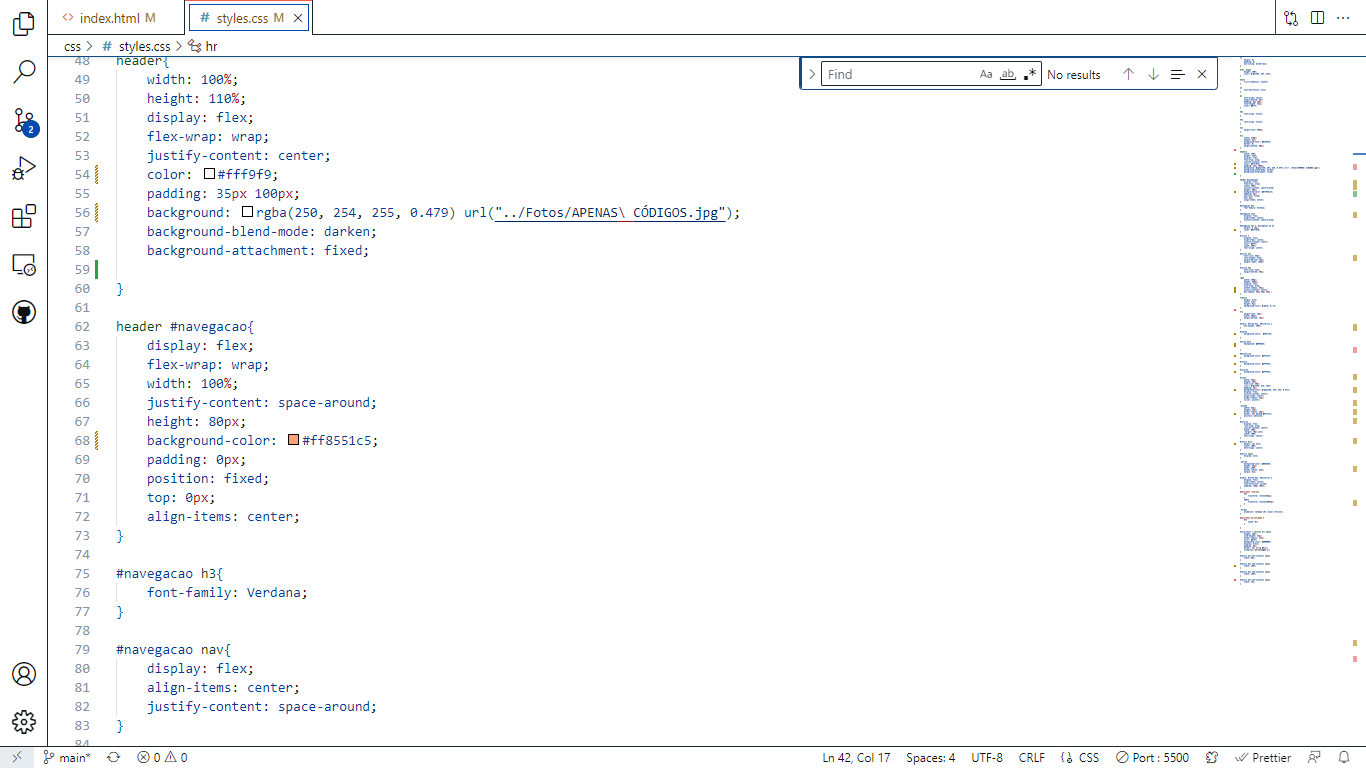 index.html M
# styles.css M
css > # styles.css > hr
Find
Aa
ab
.*
No results
2
48 header{
49 width: 100%;
50 height: 110%;
51 display: flex;
52 flex-wrap: wrap;
53 justify-content: center;
54 color: #fff9f9;
55 padding: 35px 100px;
56 background: rgba(250, 254, 255, 0.479) url("../Fotos/APENAS\ CÓDIGOS.jpg");
57 background-blend-mode: darken;
58 background-attachment: fixed;
59
60 }
61
62 header #navegacao{
63 display: flex;
64 flex-wrap: wrap;
65 width: 100%;
66 justify-content: space-around;
67 height: 80px;
68 background-color: #ff8551c5;
69 padding: 0px;
70 position: fixed;
71 top: 0px;
72 align-items: center;
73 }
74
75 #navegacao h3{
76 font-family: Verdana;
77 }
78
79 #navegacao nav{
80 display: flex;
81 align-items: center;
82 justify-content: space-around;
83 }
84
main* 0 0 Ln 42, Col 17 Spaces: 4 UTF-8 CRLF {} CSS Port : 5500 Prettier